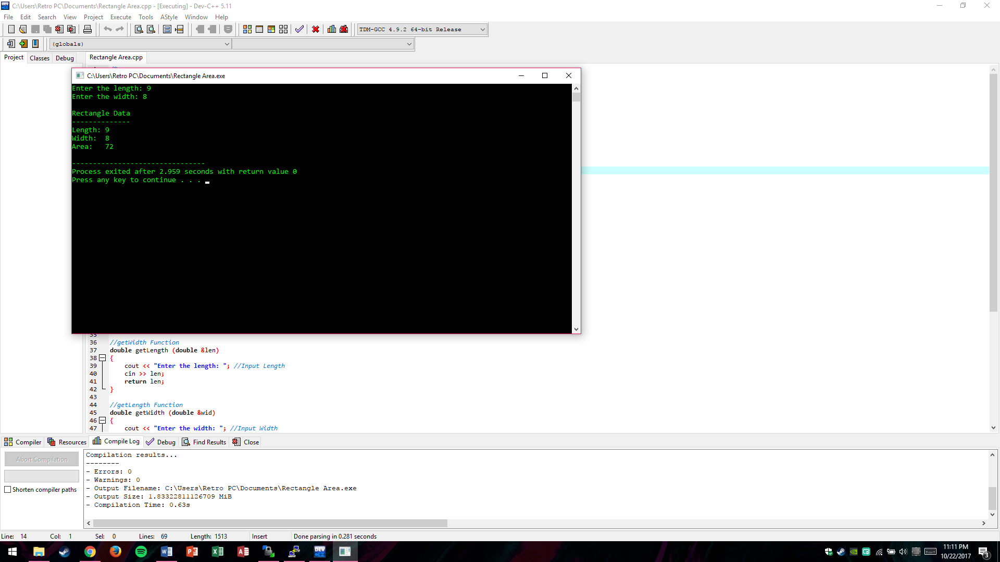 C:\Users\Retro PC\Documents\Rectangle Area.cpp - [Executing] - Dev-C++ 5.11
File Edit Search View Project Execute Tools AStyle Window Help
TDM-GCC 4.9.2 64-bit Release
(globals)
Project Classes Debug Rectangle Area.cpp
C:\Users\Retro PC\Documents\Rectangle Area.exe
Enter the length: 9
Enter the width: 8
Rectangle Data
--------------
Length: 9
Width:  8
Area:   72
--------------------------------
Process exited after 2.959 seconds with return value 0
Press any key to continue . . .
35
36 //getWidth Function
37 double getLength (double &len)
38 {
39 cout << "Enter the length: "; //Input Length
40 cin >> len;
41 return len;
42 }
43
44 //getLength Function
45 double getWidth (double &wid)
46 {
47 cout << "Enter the width: "; //Input Width
Compiler Resources Compile Log Debug Find Results Close
Abort Compilation
Shorten compiler paths
Compilation results...
--------
- Errors: 0
- Warnings: 0
- Output Filename: C:\Users\Retro PC\Documents\Rectangle Area.exe
- Output Size: 1.83322811126709 MiB
- Compilation Time: 0.63s
Line: 14 Col: 1 Sel: 0 Lines: 69 Length: 1513 Insert Done parsing in 0.281 seconds
DEV
11:11 PM
10/22/2017
3